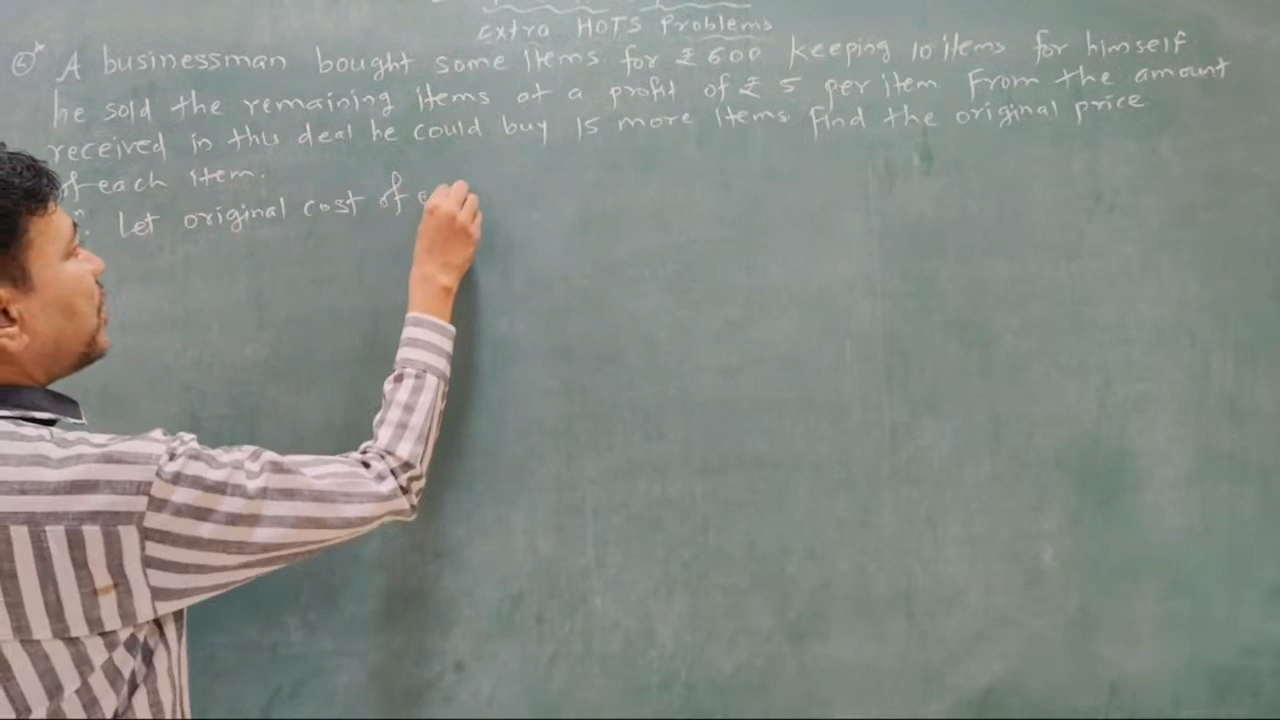 Extra HOTS Problems
A businessman bought some items for ₹ 600 keeping 10 items for himself
he sold the remaining items at a profit of ₹ 5 per item From the amount
received in this deal he could buy 15 more items. Find the original price
of each item.
Let original cost of